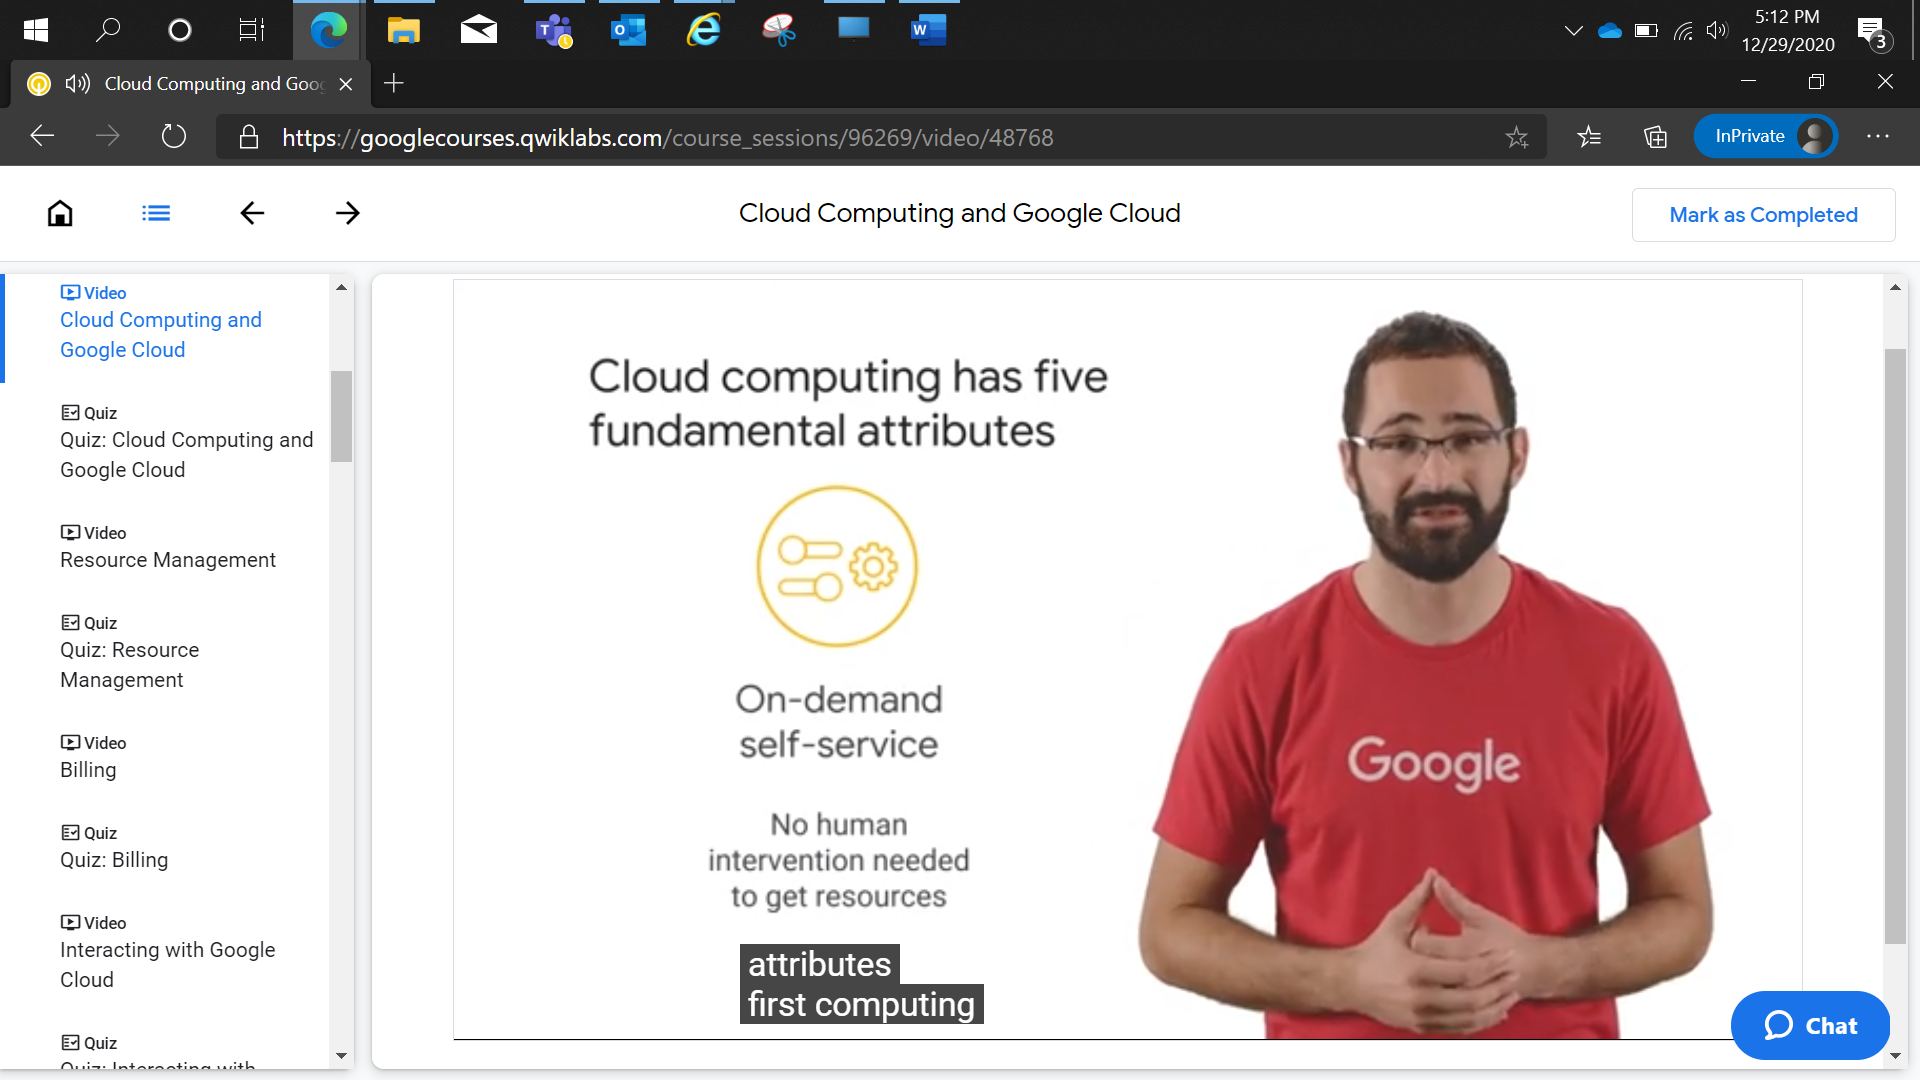 5:12 PM
12/29/2020
3
Cloud Computing and Goo
https://googlecourses.qwiklabs.com/course_sessions/96269/video/48768
InPrivate
Cloud Computing and Google Cloud
Mark as Completed
Video
Cloud Computing and
Google Cloud
Quiz
Quiz: Cloud Computing and
Google Cloud
Video
Resource Management
Quiz
Quiz: Resource
Management
Video
Billing
Quiz
Quiz: Billing
Video
Interacting with Google
Cloud
Quiz
Quiz: Interacting with
Cloud computing has five
fundamental attributes
On-demand
self-service
No human
intervention needed
to get resources
attributes
first computing
Google
Chat